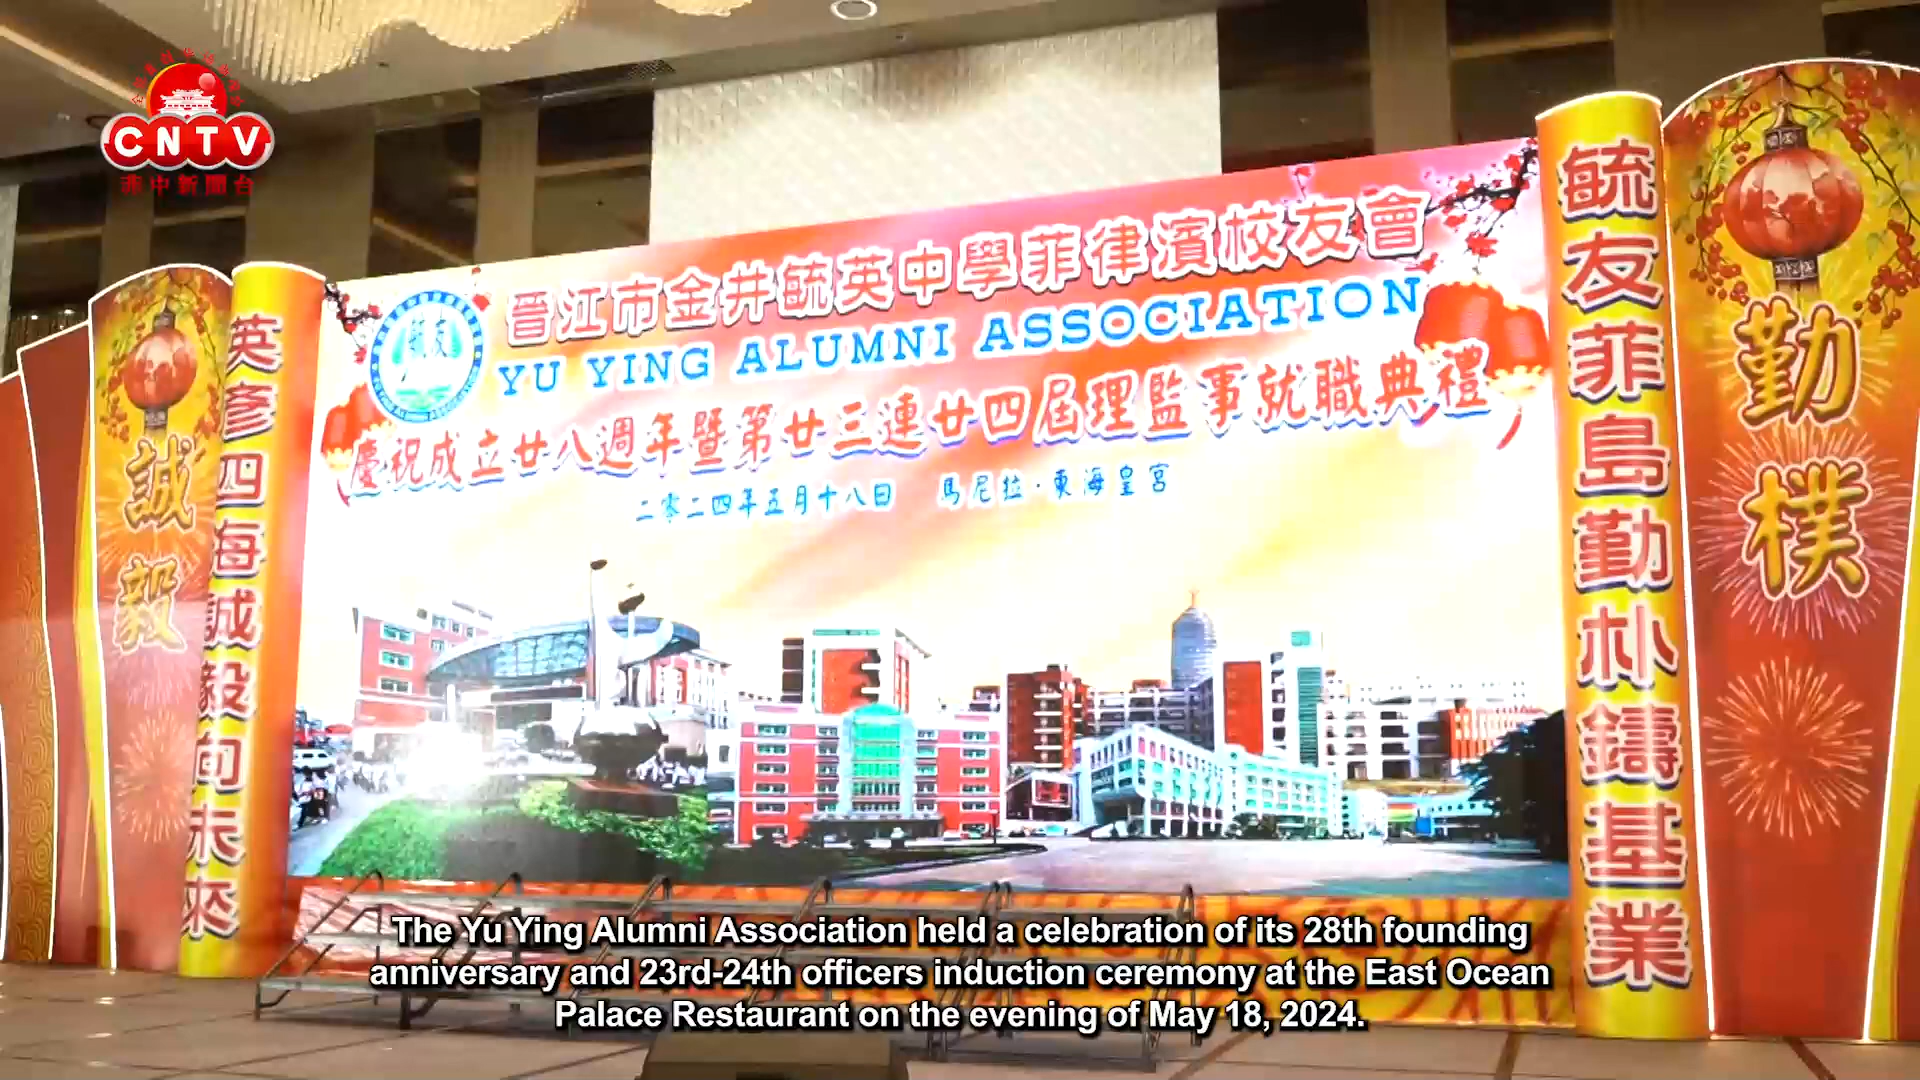 CNTV
菲中新聞台
晉江市金井毓英中學菲律濱校友會
YU YING ALUMNI ASSOCIATION
慶祝成立廿八週年暨第廿三連廿四屆理監事就職典禮
二零二四年五月十八日 馬尼拉·東海皇宮
誠毅
英彥四海誠毅向未來
毓友菲島勤朴鑄基業
勤樸
The Yu Ying Alumni Association held a celebration of its 28th founding
anniversary and 23rd-24th officers induction ceremony at the East Ocean
Palace Restaurant on the evening of May 18, 2024.